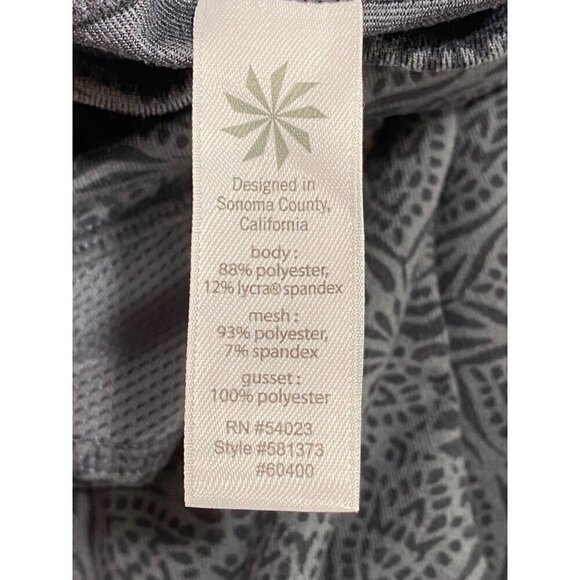 Designed in
Sonoma County,
California
body :
88% polyester,
12% lycra® spandex
mesh :
93% polyester,
7% spandex
gusset :
100% polyester
RN #54023
Style #581373
#60400